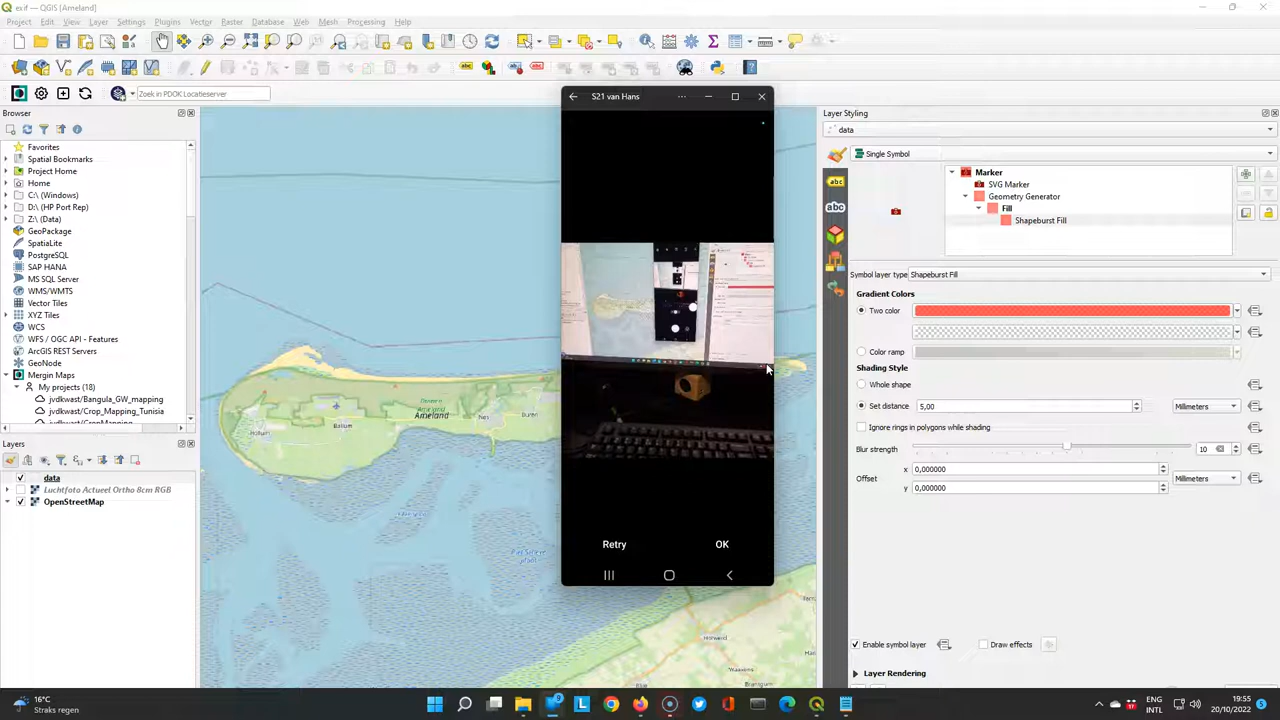 exif — QGIS [Ameland]
Project Edit View Layer Settings Plugins Vector Raster Database Web Mesh Processing Help
Zoek in PDOK Locatieserver
Browser
Favorites
Spatial Bookmarks
Project Home
Home
C:\ (Windows)
D:\ (HP Port Rep)
Z:\ (Data)
GeoPackage
SpatiaLite
PostgreSQL
SAP HANA
MS SQL Server
WMS/WMTS
Vector Tiles
XYZ Tiles
WCS
WFS / OGC API - Features
ArcGIS REST Servers
GeoNode
Mergin Maps
My projects (18)
jvdkwast/Bangula_GW_mapping
jvdkwast/Crop_Mapping_Tunisia
jvdkwast/CropMapping
Layers
data
Luchtfoto Actueel Ortho 8cm RGB
OpenStreetMap
Hollum
Ballum
Ameland
Nes
Buren
Holwerd
S21 van Hans
Retry
OK
Layer Styling
data
Single Symbol
Marker
SVG Marker
Geometry Generator
Fill
Shapeburst Fill
Symbol layer type Shapeburst Fill
Gradient Colors
Two color
Color ramp
Shading Style
Whole shape
Set distance 5,00 Millimeters
Ignore rings in polygons while shading
Blur strength 10
Offset x 0,000000 Millimeters
y 0,000000
Enable symbol layer Draw effects
Layer Rendering
16°C
Straks regen
ENG
INTL
19:55
20/10/2022